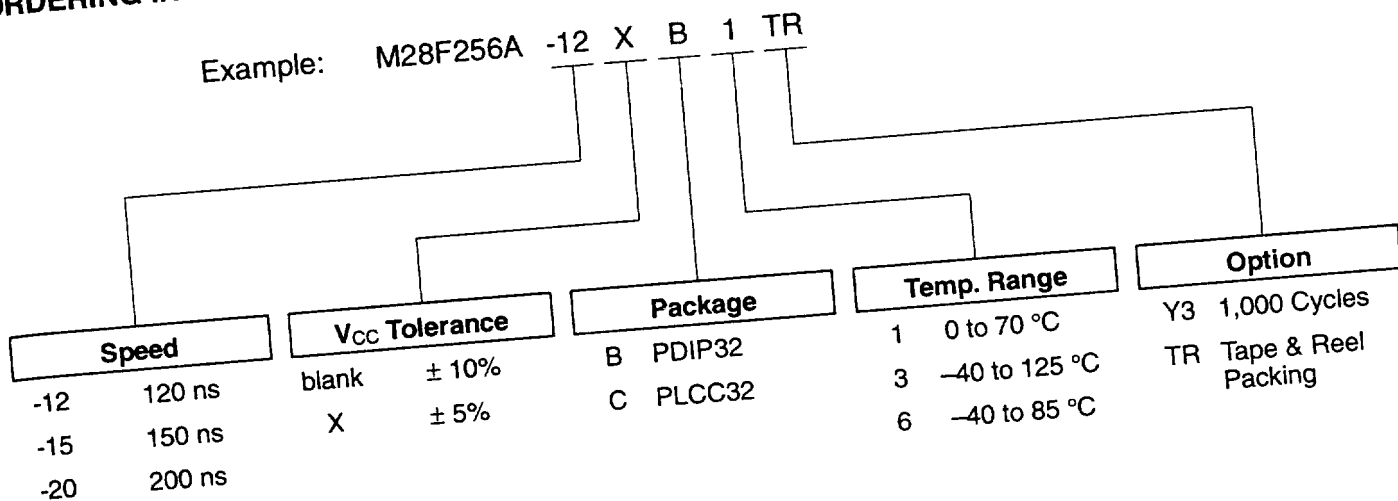 Example: M28F256A -12 X B 1 TR
Speed
-12 120 ns
-15 150 ns
-20 200 ns
VCC Tolerance
blank ± 10%
X ± 5%
Package
B PDIP32
C PLCC32
Temp. Range
1 0 to 70 °C
3 –40 to 125 °C
6 –40 to 85 °C
Option
Y3 1,000 Cycles
TR Tape & Reel
Packing